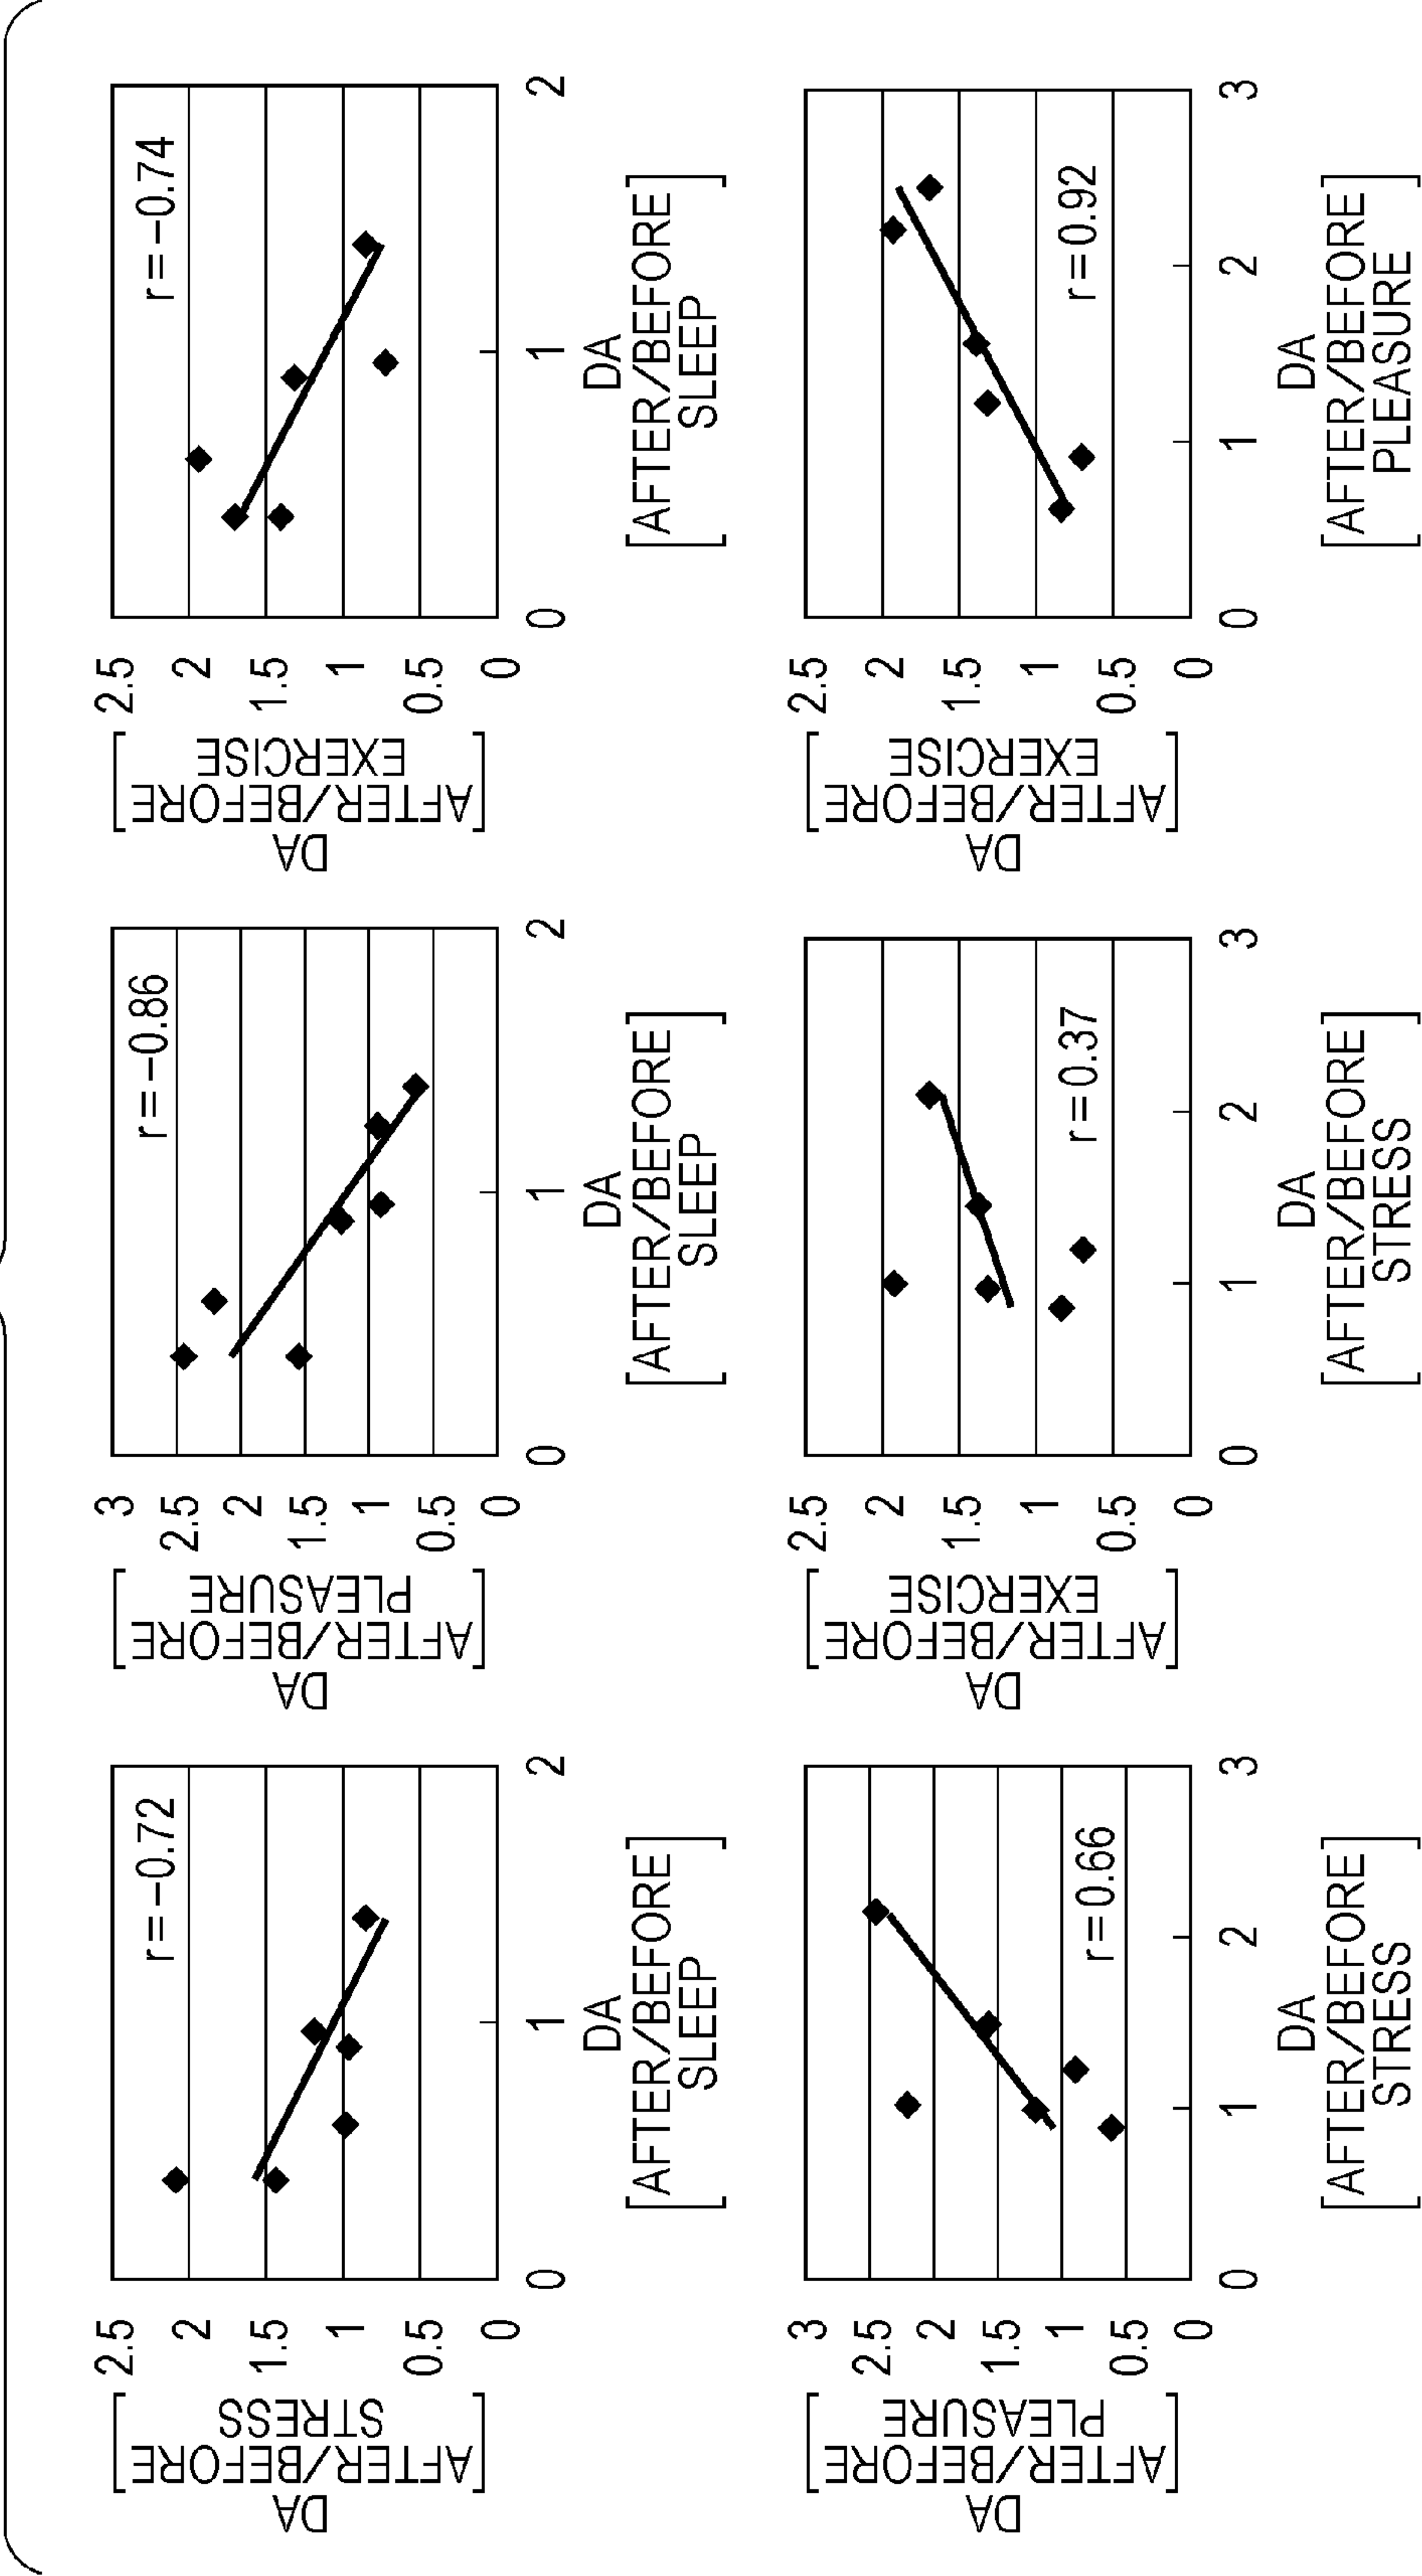 DA
[AFTER/BEFORE
STRESS]
2.5
2
1.5
1
0.5
0
r=−0.72
0
1
2
DA
[AFTER/BEFORE
SLEEP]
DA
[AFTER/BEFORE
PLEASURE]
3
2.5
2
1.5
1
0.5
0
r=−0.86
0
1
2
DA
[AFTER/BEFORE
SLEEP]
DA
[AFTER/BEFORE
EXERCISE]
2.5
2
1.5
1
0.5
0
r=−0.74
0
1
2
DA
[AFTER/BEFORE
SLEEP]
DA
[AFTER/BEFORE
PLEASURE]
3
2.5
2
1.5
1
0.5
0
r=0.66
0
1
2
3
DA
[AFTER/BEFORE
STRESS]
DA
[AFTER/BEFORE
EXERCISE]
2.5
2
1.5
1
0.5
0
r=0.37
0
1
2
3
DA
[AFTER/BEFORE
STRESS]
DA
[AFTER/BEFORE
EXERCISE]
2.5
2
1.5
1
0.5
0
r=0.92
0
1
2
3
DA
[AFTER/BEFORE
PLEASURE]